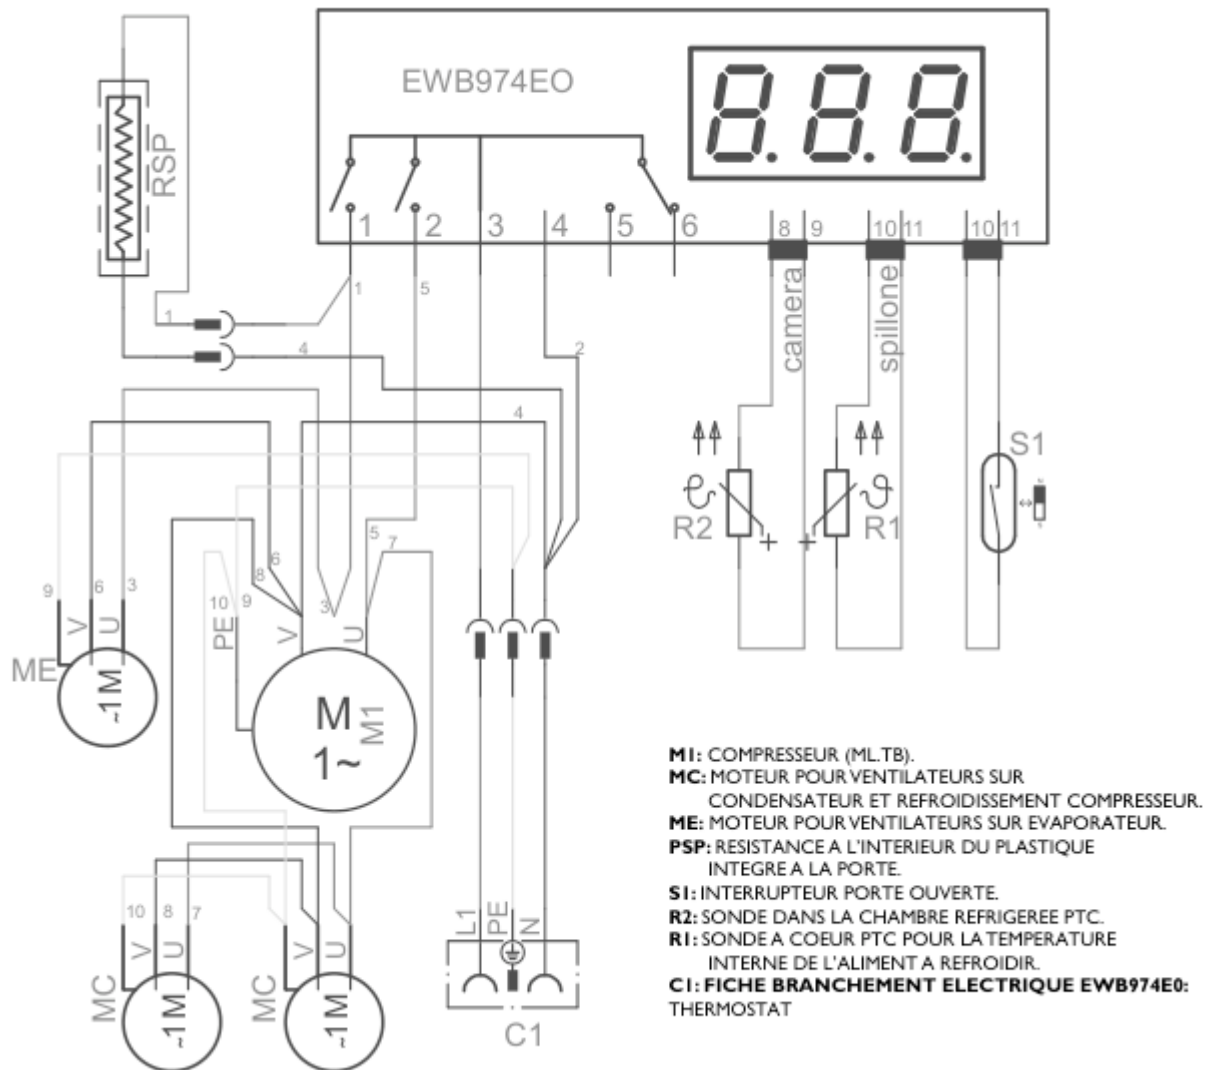 EWB974EO
8.8.8.
RSP
1
2
3
4
5
6
8
9
10
11
10
11
camera
spillone
1
5
1
4
2
4
R2
+
+
R1
S1
5
7
6
8
3
9
6
3
10
9
PE
V
U
V
U
ME
~1M
M
1~
M1
10
8
7
V
U
V
U
MC
~1M
MC
~1M
L1
PE
N
C1
M1: COMPRESSEUR (ML.TB).
MC: MOTEUR POUR VENTILATEURS SUR
CONDENSATEUR ET REFROIDISSEMENT COMPRESSEUR.
ME: MOTEUR POUR VENTILATEURS SUR EVAPORATEUR.
PSP: RESISTANCE A L'INTERIEUR DU PLASTIQUE
INTEGRE A LA PORTE.
S1: INTERRUPTEUR PORTE OUVERTE.
R2: SONDE DANS LA CHAMBRE REFRIGEREE PTC.
R1: SONDE A COEUR PTC POUR LA TEMPERATURE
INTERNE DE L'ALIMENT A REFROIDIR.
C1: FICHE BRANCHEMENT ELECTRIQUE EWB974E0:
THERMOSTAT